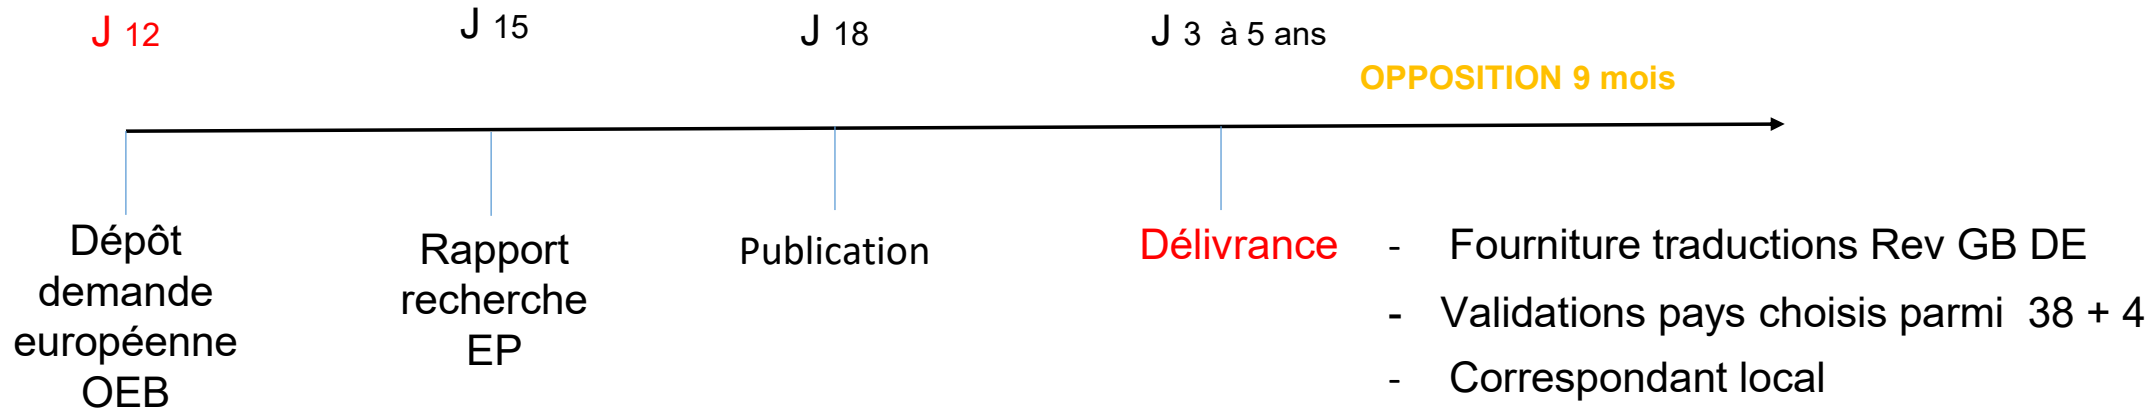 J 12
J 15
J 18
J 3 à 5 ans
OPPOSITION 9 mois
Dépôt
demande
européenne
OEB
Rapport
recherche
EP
Publication
Délivrance
- Fourniture traductions Rev GB DE
- Validations pays choisis parmi 38 + 4
- Correspondant local